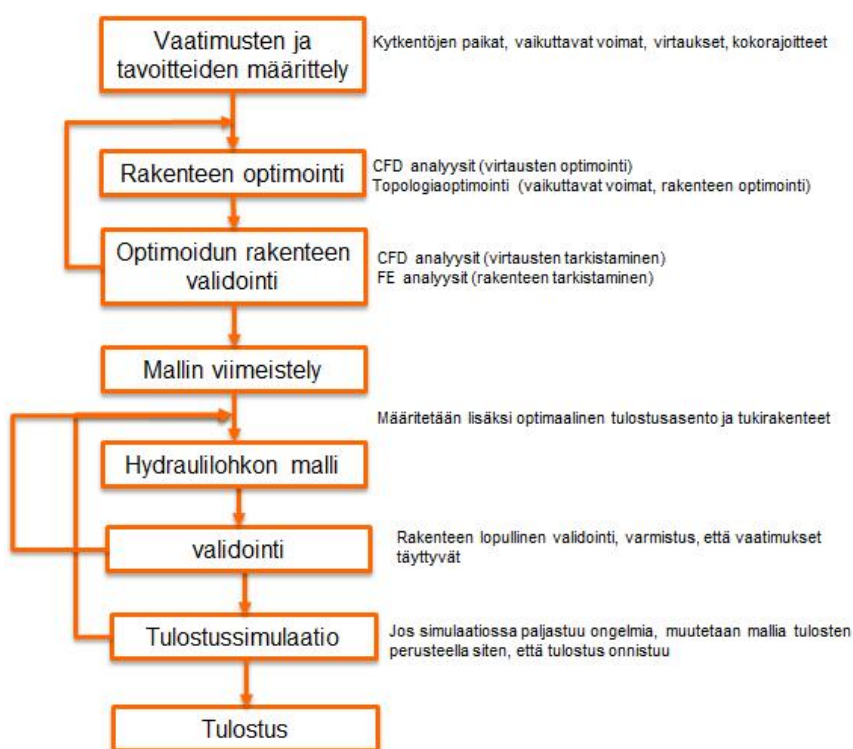 Vaatimusten ja
tavoitteiden määrittely
Kytkentöjen paikat, vaikuttavat voimat, virtaukset, kokorajoitteet
Rakenteen optimointi
CFD analyysit (virtausten optimointi)
Topologiaoptimointi (vaikuttavat voimat, rakenteen optimointi)
Optimoidun rakenteen
validointi
CFD analyysit (virtausten tarkistaminen)
FE analyysit (rakenteen tarkistaminen)
Mallin viimeistely
Määritetään lisäksi optimaalinen tulostusasento ja tukirakenteet
Hydraulilohkon malli
validointi
Rakenteen lopullinen validointi, varmistus, että vaatimukset
täyttyvät
Tulostussimulaatio
Jos simulaatiossa paljastuu ongelmia, muutetaan mallia tulosten
perusteella siten, että tulostus onnistuu
Tulostus